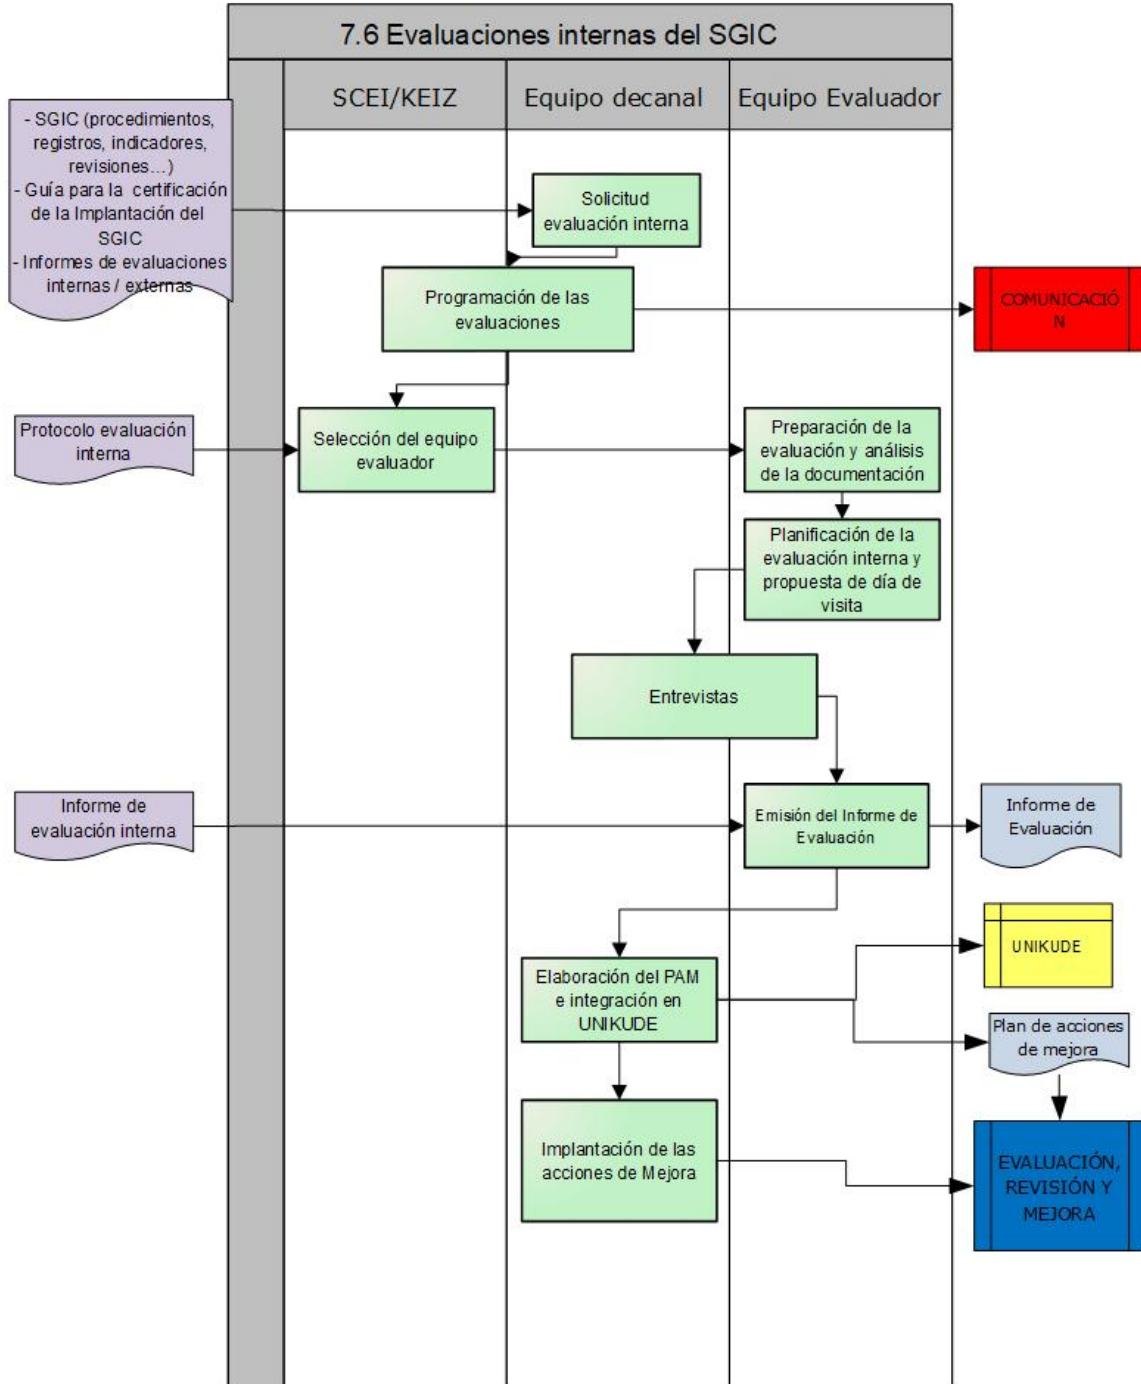 7.6 Evaluaciones internas del SGIC
SCEI/KEIZ
Equipo decanal
Equipo Evaluador
- SGIC (procedimientos,
registros, indicadores,
revisiones...)
- Guía para la certificación
de la Implantación del
SGIC
- Informes de evaluaciones
internas / externas
Solicitud
evaluación interna
Programación de las
evaluaciones
COMUNICACIÓ
N
Protocolo evaluación
interna
Selección del equipo
evaluador
Preparación de la
evaluación y análisis
de la documentación
Planificación de la
evaluación interna y
propuesta de día de
visita
Entrevistas
Informe de
evaluación interna
Emisión del Informe de
Evaluación
Informe de
Evaluación
Elaboración del PAM
e integración en
UNIKUDE
UNIKUDE
Plan de acciones
de mejora
Implantación de las
acciones de Mejora
EVALUACIÓN,
REVISIÓN Y
MEJORA